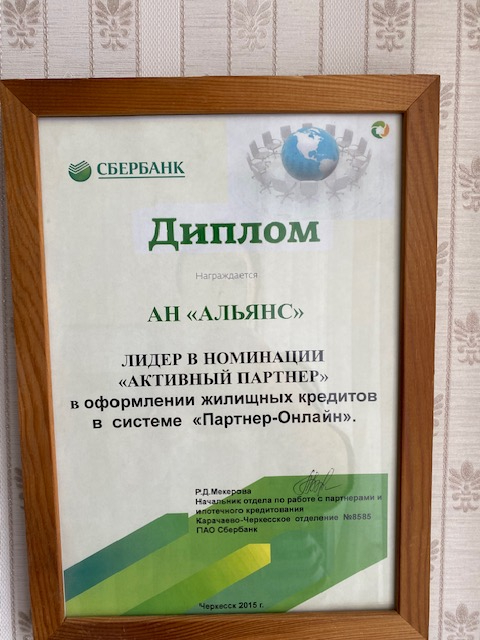 СБЕРБАНК
Диплом
Награждается
АН «АЛЬЯНС»
ЛИДЕР В НОМИНАЦИИ
«АКТИВНЫЙ ПАРТНЕР»
в оформлении жилищных кредитов
в системе «Партнер-Онлайн».
Р.Д.Мекерова
Начальник отдела по работе с партнерами и
ипотечного кредитования
Карачаево-Черкесское отделение №8585
ПАО Сбербанк
Черкесск 2015 г.